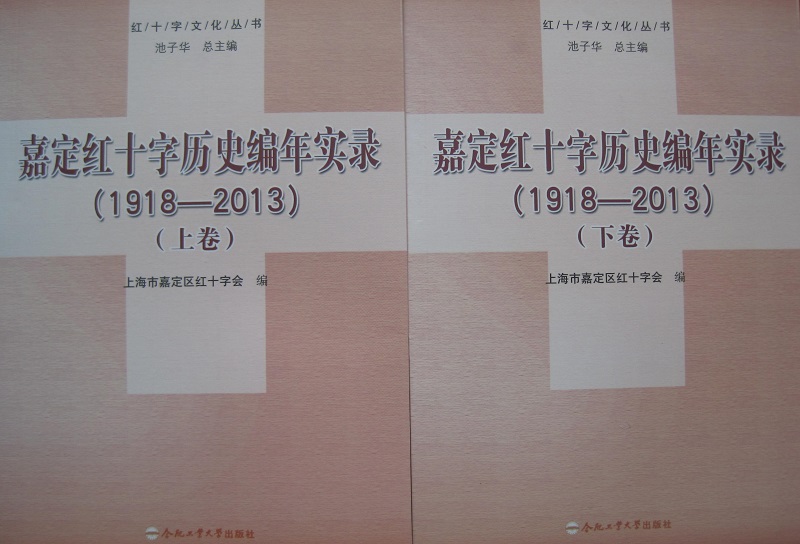 红/十/字/文/化/丛/书
池子华 总主编
嘉定红十字历史编年实录
(1918—2013)
(上卷)
上海市嘉定区红十字会 编
合肥工业大学出版社
红/十/字/文/化/丛/书
池子华 总主编
嘉定红十字历史编年实录
(1918—2013)
(下卷)
上海市嘉定区红十字会 编
合肥工业大学出版社